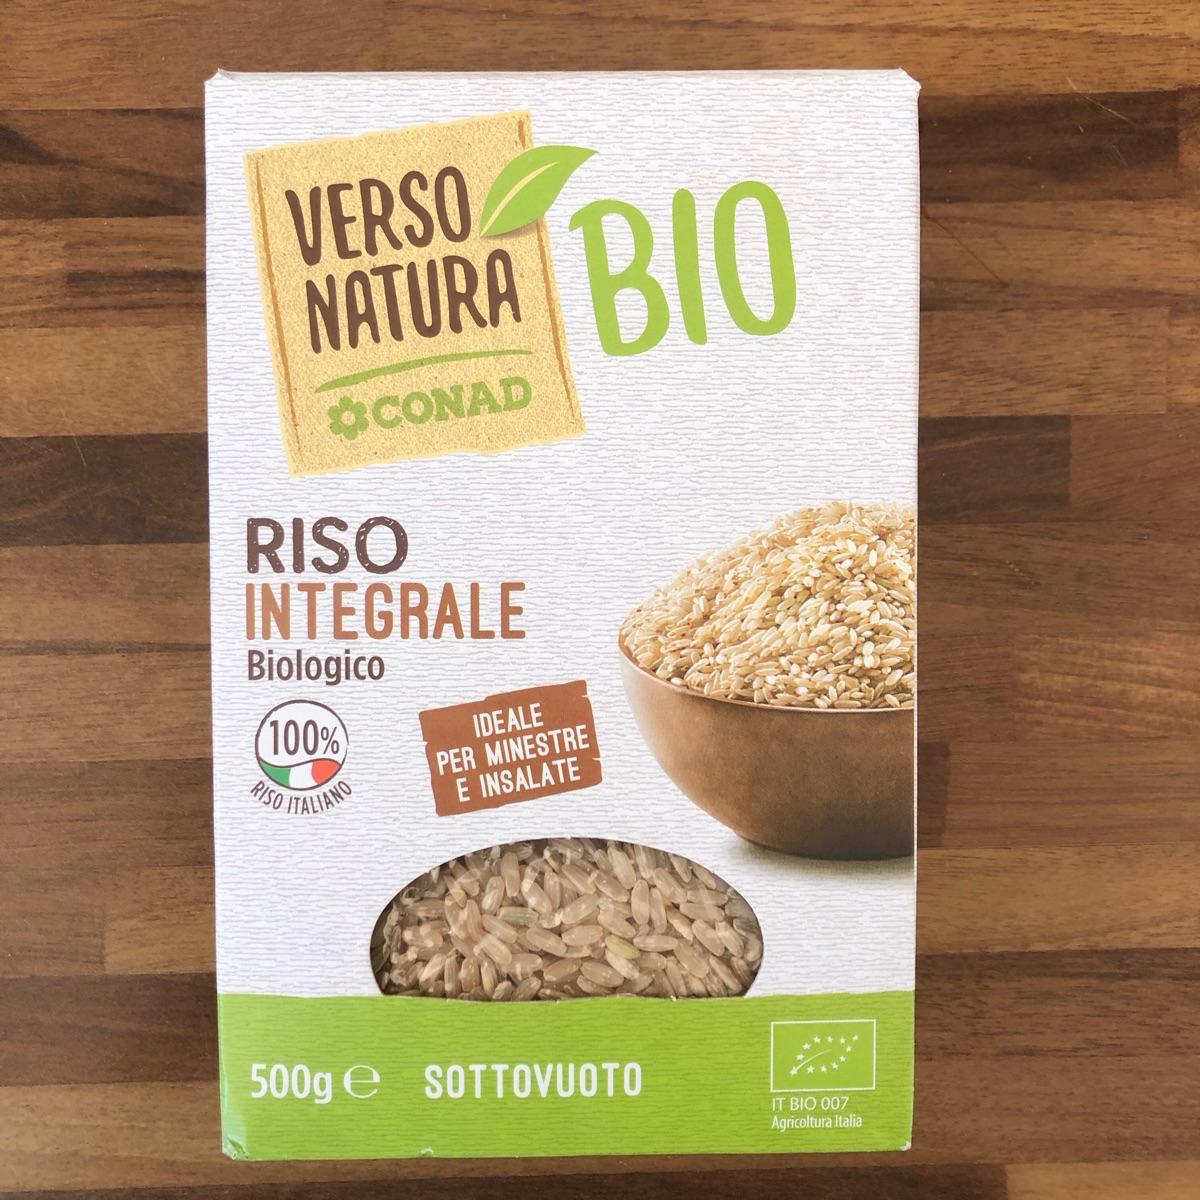 VERSO
NATURA
CONAD
BIO
RISO
INTEGRALE
Biologico
100%
RISO ITALIANO
IDEALE
PER MINESTRE
E INSALATE
500g ℮
SOTTOVUOTO
IT BIO 007
Agricoltura Italia